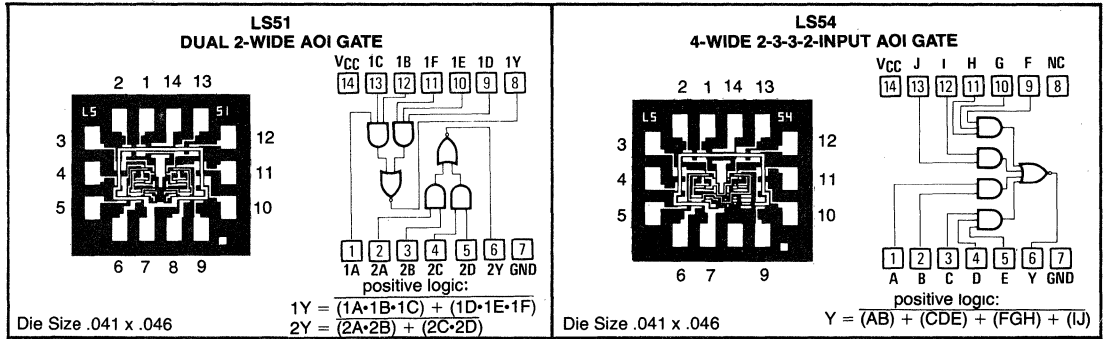 LS51
DUAL 2-WIDE AOI GATE
VCC 1C 1B 1F 1E 1D 1Y
14 13 12 11 10 9 8
2 1 14 13
LS 51
3
12
4
11
5
10
6 7 8 9
1 2 3 4 5 6 7
1A 2A 2B 2C 2D 2Y GND
positive logic:
1Y = (1A•1B•1C) + (1D•1E•1F)
2Y = (2A•2B) + (2C•2D)
Die Size .041 x .046
LS54
4-WIDE 2-3-3-2-INPUT AOI GATE
VCC J I H G F NC
14 13 12 11 10 9 8
2 1 14 13
LS 54
3
12
4
11
5
10
6 7 9
1 2 3 4 5 6 7
A B C D E Y GND
positive logic:
Y = (AB) + (CDE) + (FGH) + (IJ)
Die Size .041 x .046